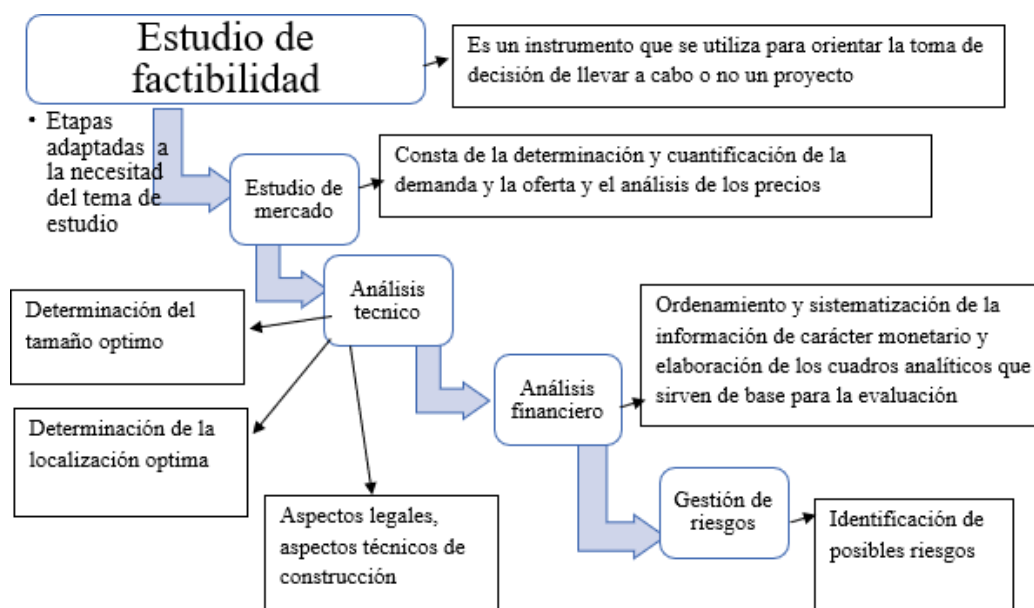 Estudio de
factibilidad
Es un instrumento que se utiliza para orientar la toma de
decisión de llevar a cabo o no un proyecto
• Etapas
adaptadas a
la necesitad
del tema de
estudio
Estudio de
mercado
Consta de la determinación y cuantificación de la
demanda y la oferta y el análisis de los precios
Análisis
tecnico
Determinación del
tamaño optimo
Determinación de la
localización optima
Aspectos legales,
aspectos técnicos de
construcción
Análisis
financiero
Ordenamiento y sistematización de la
información de carácter monetario y
elaboración de los cuadros analíticos que
sirven de base para la evaluación
Gestión de
riesgos
Identificación de
posibles riesgos